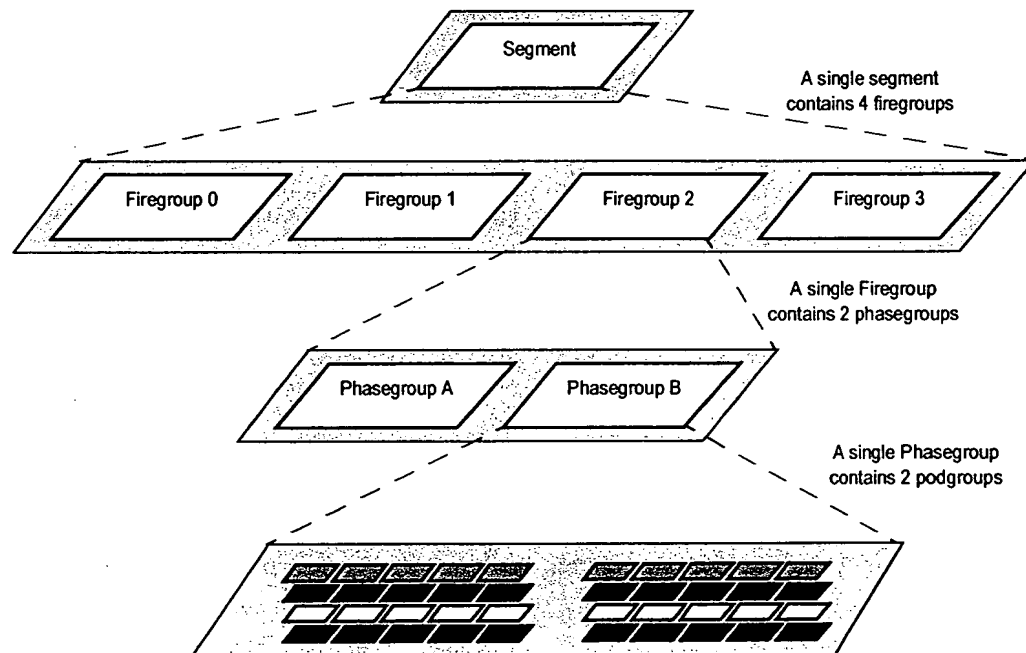 Segment
A single segment
contains 4 firegroups
Firegroup 0
Firegroup 1
Firegroup 2
Firegroup 3
A single Firegroup
contains 2 phasegroups
Phasegroup A
Phasegroup B
A single Phasegroup
contains 2 podgroups